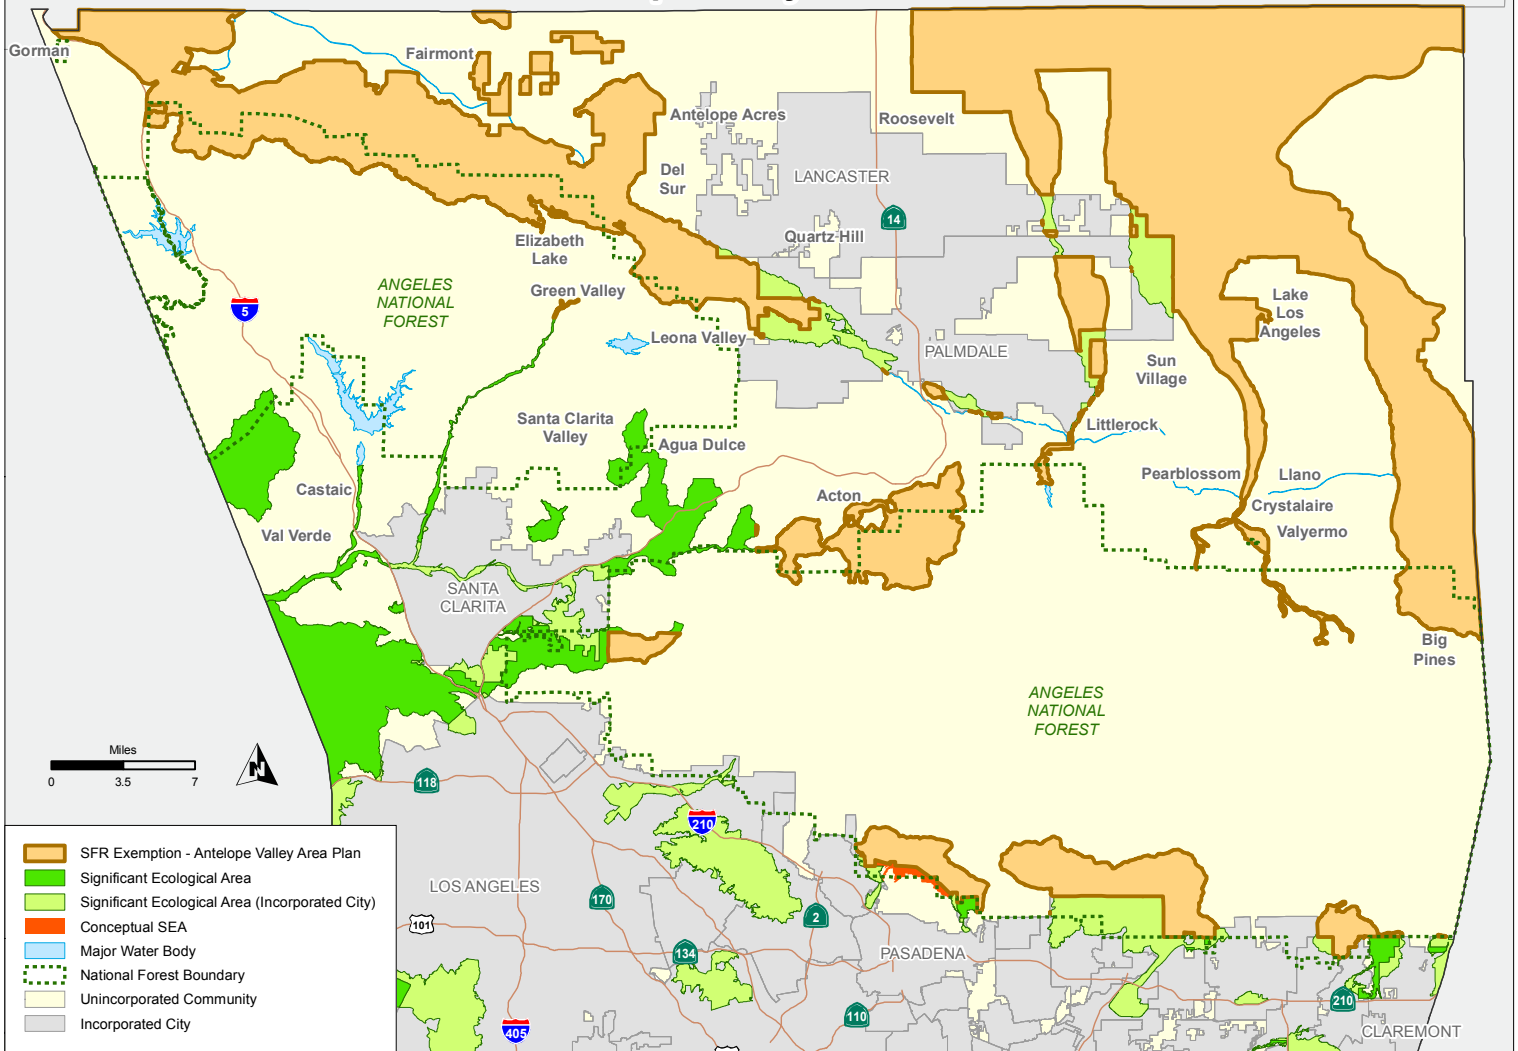 Gorman
Fairmont
Antelope Acres
Roosevelt
Del
Sur
LANCASTER
14
Quartz Hill
Elizabeth
Lake
ANGELES
NATIONAL
FOREST
Green Valley
5
Lake
Los
Angeles
Leona Valley
PALMDALE
Sun
Village
Santa Clarita
Valley
Agua Dulce
Littlerock
Castaic
Acton
Pearblossom
Llano
Crystalaire
Valyermo
Val Verde
SANTA
CLARITA
Big
Pines
ANGELES
NATIONAL
FOREST
Miles
0 3.5 7
N
118
210
SFR Exemption - Antelope Valley Area Plan
Significant Ecological Area
Significant Ecological Area (Incorporated City)
Conceptual SEA
Major Water Body
National Forest Boundary
Unincorporated Community
Incorporated City
LOS ANGELES
170
101
2
134
PASADENA
110
210
405
CLAREMONT